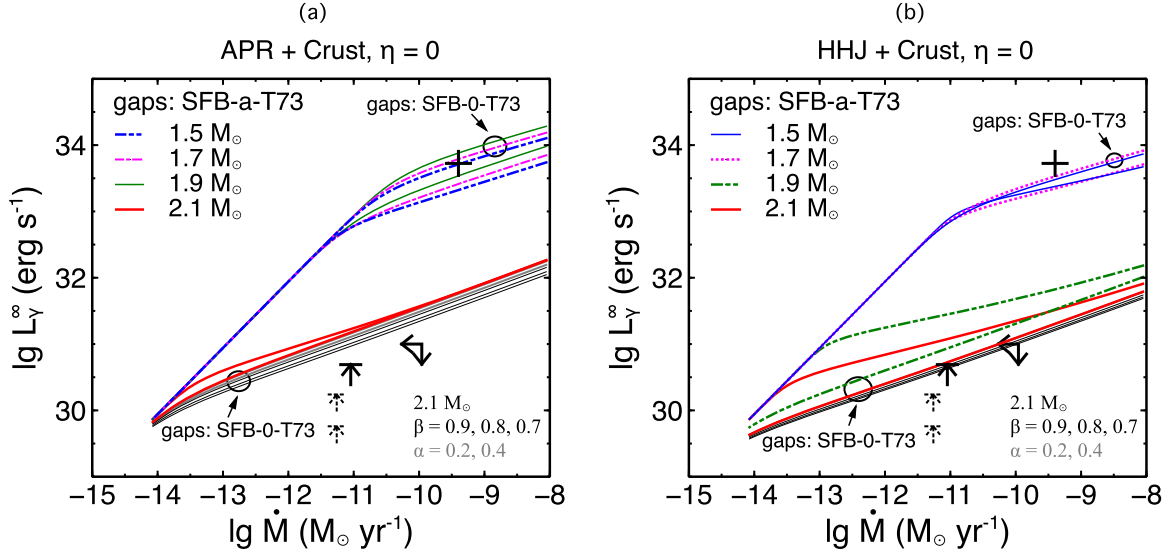 (a)
APR + Crust, η = 0
gaps: SFB-a-T73
gaps: SFB-0-T73
1.5 M⊙
1.7 M⊙
1.9 M⊙
2.1 M⊙
34
32
30
lg L∞γ (erg s-1)
gaps: SFB-0-T73
2.1 M⊙
β = 0.9, 0.8, 0.7
α = 0.2, 0.4
−15 −14 −13 −12 −11 −10 −9 −8
lg Ṁ (M⊙ yr-1)
(b)
HHJ + Crust, η = 0
gaps: SFB-a-T73
gaps: SFB-0-T73
1.5 M⊙
1.7 M⊙
1.9 M⊙
2.1 M⊙
34
32
30
lg L∞γ (erg s-1)
gaps: SFB-0-T73
2.1 M⊙
β = 0.9, 0.8, 0.7
α = 0.2, 0.4
−15 −14 −13 −12 −11 −10 −9 −8
lg Ṁ (M⊙ yr-1)